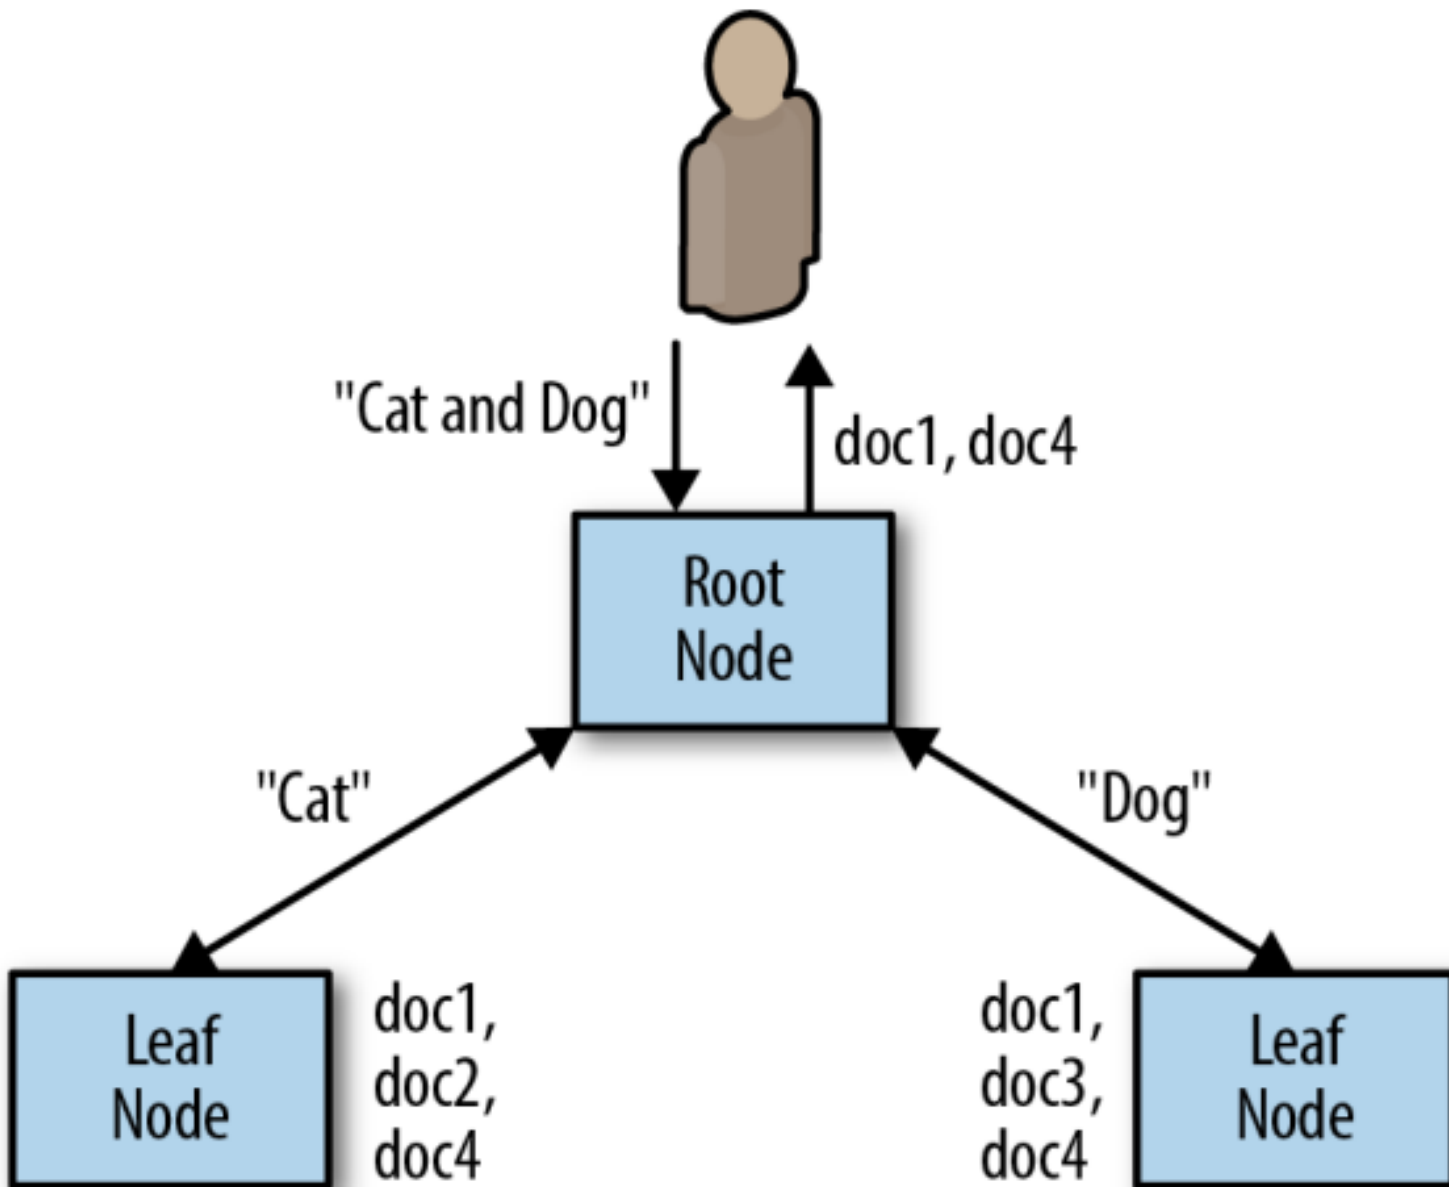 "Cat and Dog"
doc1, doc4
Root
Node
"Cat"
"Dog"
Leaf
Node
doc1,
doc2,
doc4
doc1,
doc3,
doc4
Leaf
Node